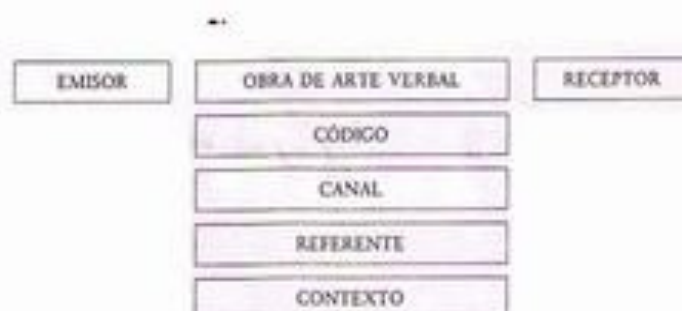 EMISOR OBRA DE ARTE VERBAL RECEPTOR
CÓDIGO
CANAL
REFERENTE
CONTEXTO